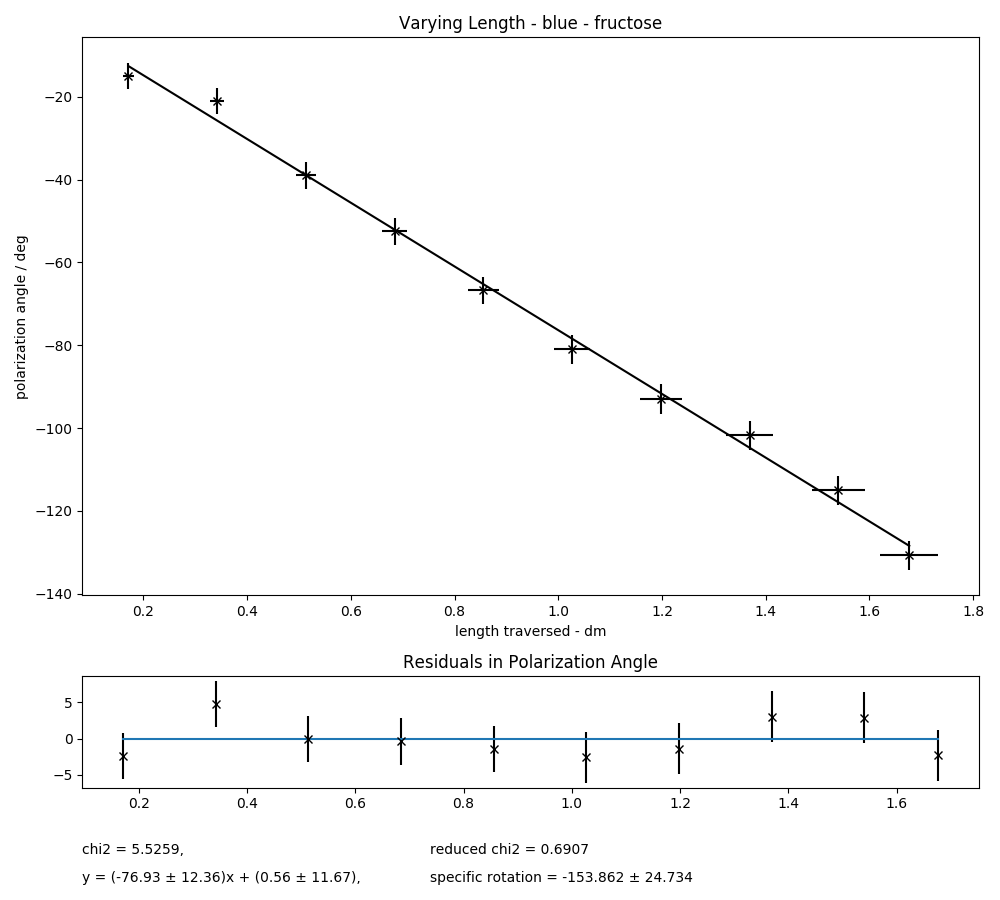 Varying Length - blue - fructose
polarization angle / deg
−20
−40
−60
−80
−100
−120
−140
0.2 0.4 0.6 0.8 1.0 1.2 1.4 1.6 1.8
length traversed - dm
Residuals in Polarization Angle
5
0
−5
0.2 0.4 0.6 0.8 1.0 1.2 1.4 1.6
chi2 = 5.5259, reduced chi2 = 0.6907
y = (-76.93 ± 12.36)x + (0.56 ± 11.67), specific rotation = -153.862 ± 24.734